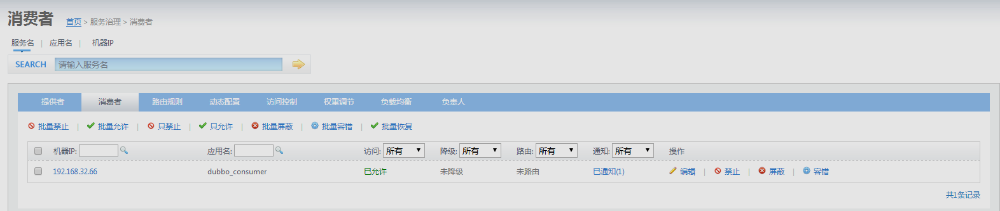 消费者 首页 > 服务治理 > 消费者
服务名 | 应用名 | 机器IP
SEARCH 请输入服务名
提供者 消费者 路由规则 动态配置 访问控制 权重调节 负载均衡 负责人
批量禁止 | 批量允许 | 只禁止 | 只允许 | 批量屏蔽 | 批量容错 | 批量恢复
机器IP: 应用名: 访问: 所有 降级: 所有 路由: 所有 通知: 所有 操作
192.168.32.66 dubbo_consumer 已允许 未降级 未路由 已通知(1) 编辑 | 禁止 | 屏蔽 | 容错
共1条记录